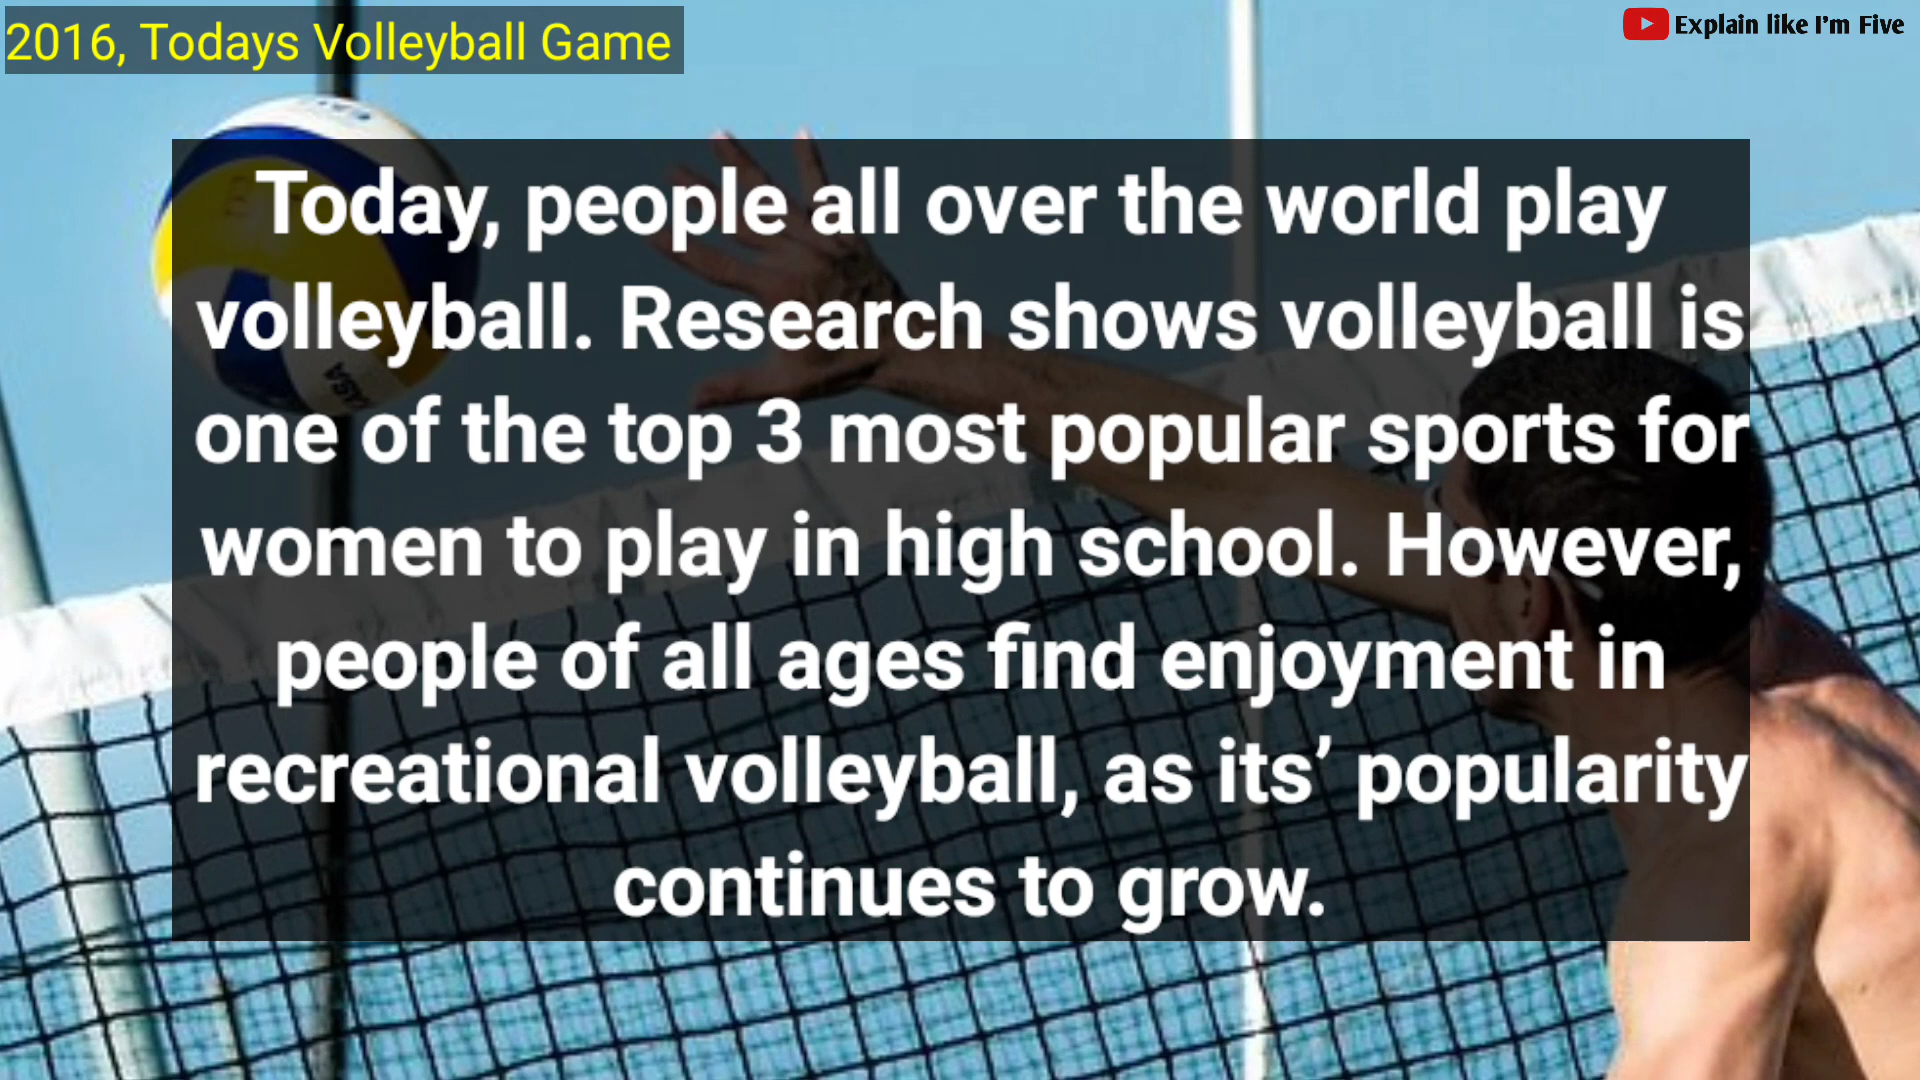 2016, Todays Volleyball Game
Explain like I'm Five
Today, people all over the world play
volleyball. Research shows volleyball is
one of the top 3 most popular sports for
women to play in high school. However,
people of all ages find enjoyment in
recreational volleyball, as its’ popularity
continues to grow.